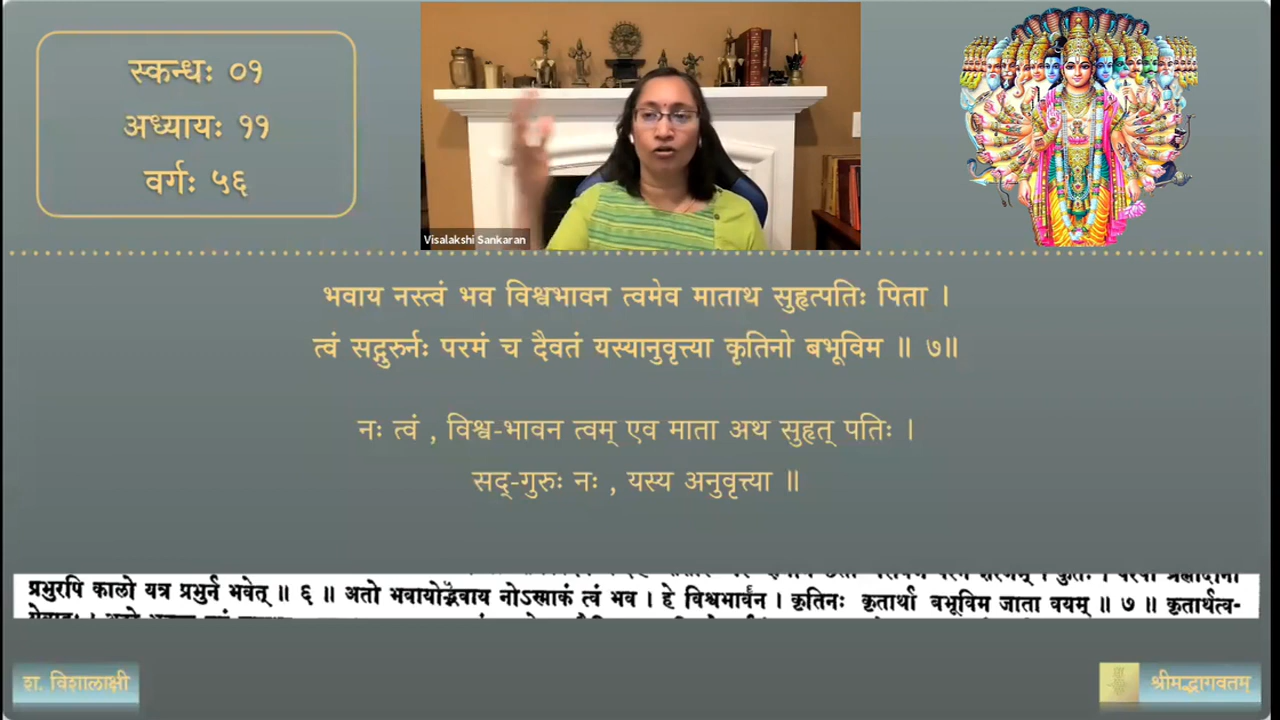 स्कन्धः ०१
अध्यायः ११
वर्गः ५६
Visalakshi Sankaran
भवाय नस्त्वं भव विश्वभावन त्वमेव माताथ सुहृत्पतिः पिता ।
त्वं सद्गुरुर्नः परमं च दैवतं यस्यानुवृत्त्या कृतिनो बभूविम ॥ ७॥
नः त्वं , विश्व-भावन त्वम् एव माता अथ सुहृत् पतिः ।
सद्-गुरुः नः , यस्य अनुवृत्त्या ॥
प्रभुरपि कालो यत्र प्रभुर्न भवेत् ॥ ६ ॥ अतो भवायोद्भवाय नोऽस्माकं त्वं भव । हे विश्वभावन । कृतिनः कृतार्था बभूविम जाता वयम् ॥ ७ ॥ कृतार्थत्व-
श. विशालाक्षी
श्रीमद्भागवतम्